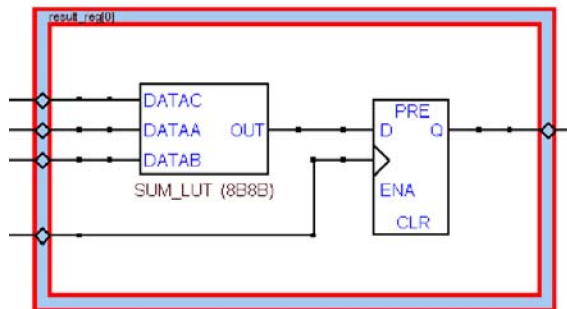 result_reg[0]
DATAC
DATAA OUT
DATAB
SUM_LUT (8B8B)
PRE
D Q
ENA
CLR